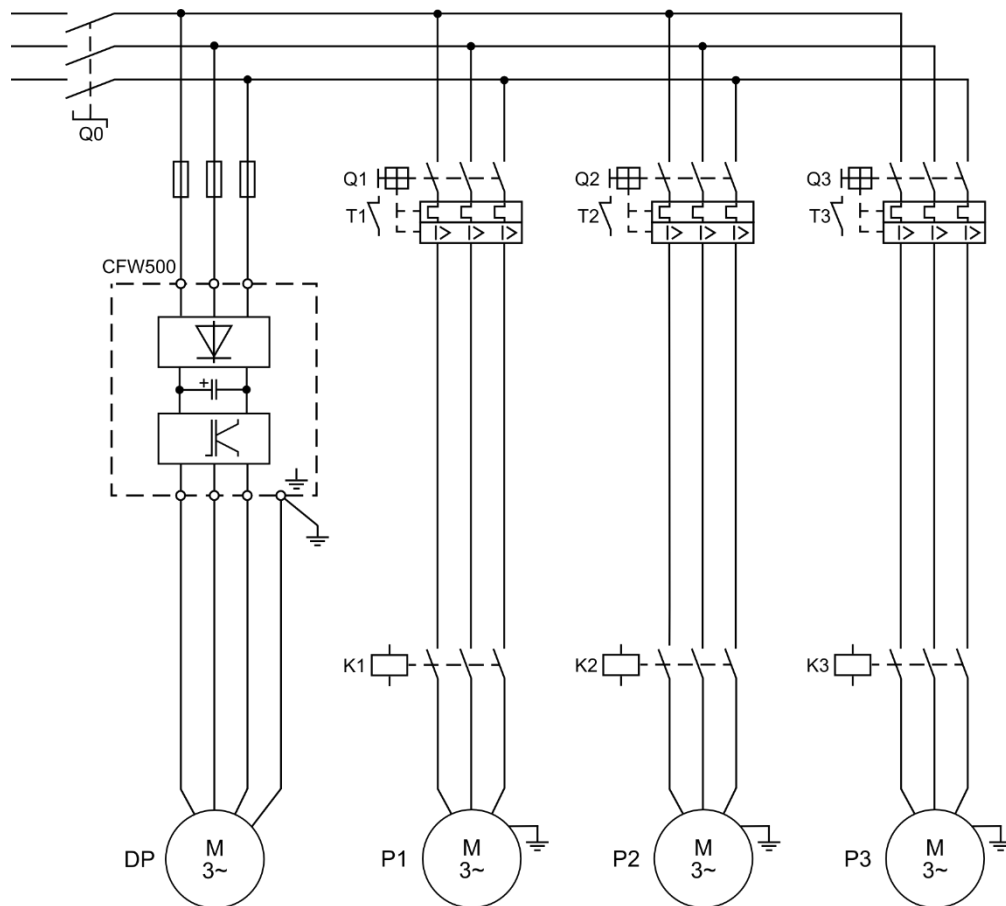 Q0
Q1
Q2
Q3
T1
T2
T3
I> I> I>
I> I> I>
I> I> I>
CFW500
+
K1
K2
K3
DP
M
3~
P1
M
3~
P2
M
3~
P3
M
3~